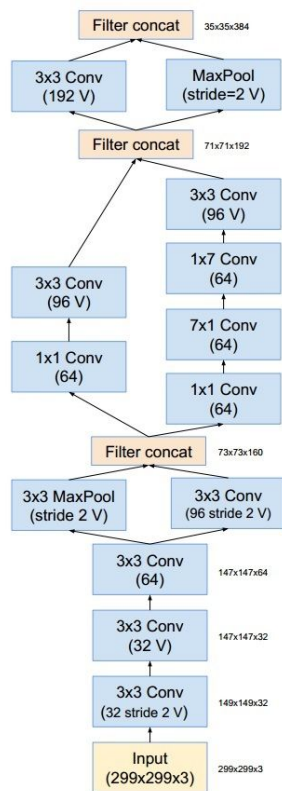 Filter concat
35x35x384
3x3 Conv
(192 V)
MaxPool
(stride=2 V)
Filter concat
71x71x192
3x3 Conv
(96 V)
1x7 Conv
(64)
3x3 Conv
(96 V)
7x1 Conv
(64)
1x1 Conv
(64)
1x1 Conv
(64)
Filter concat
73x73x160
3x3 MaxPool
(stride 2 V)
3x3 Conv
(96 stride 2 V)
3x3 Conv
(64)
147x147x64
3x3 Conv
(32 V)
147x147x32
3x3 Conv
(32 stride 2 V)
149x149x32
Input
(299x299x3)
299x299x3